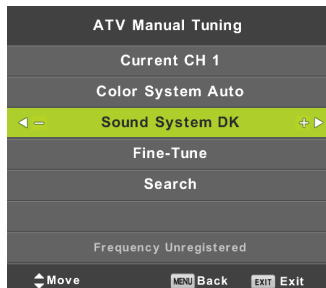 ATV Manual Tuning
Current CH 1
Color System Auto
− Sound System DK +
Fine-Tune
Search
Frequency Unregistered
Move MENU Back EXIT Exit